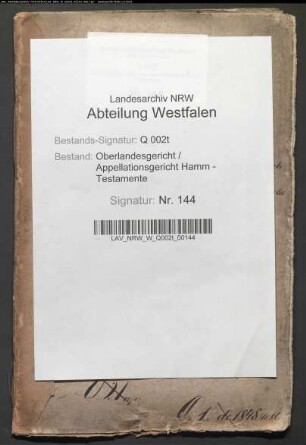 Landesarchiv NRW
Abteilung Westfalen
Bestands-Signatur: Q 002t
Bestand: Oberlandesgericht /
Appellationsgericht Hamm -
Testamente
Signatur: Nr. 144
LAV_NRW_W_Q002t_00144